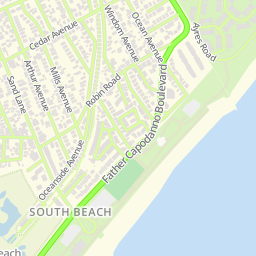 Ocean Avenue
Windom Avenue
Cedar Avenue
Ayres Road
Robin Road
Mills Avenue
Arthur Avenue
Sand Lane
Father Capodanno Boulevard
Oceanside Avenue
SOUTH BEACH
each